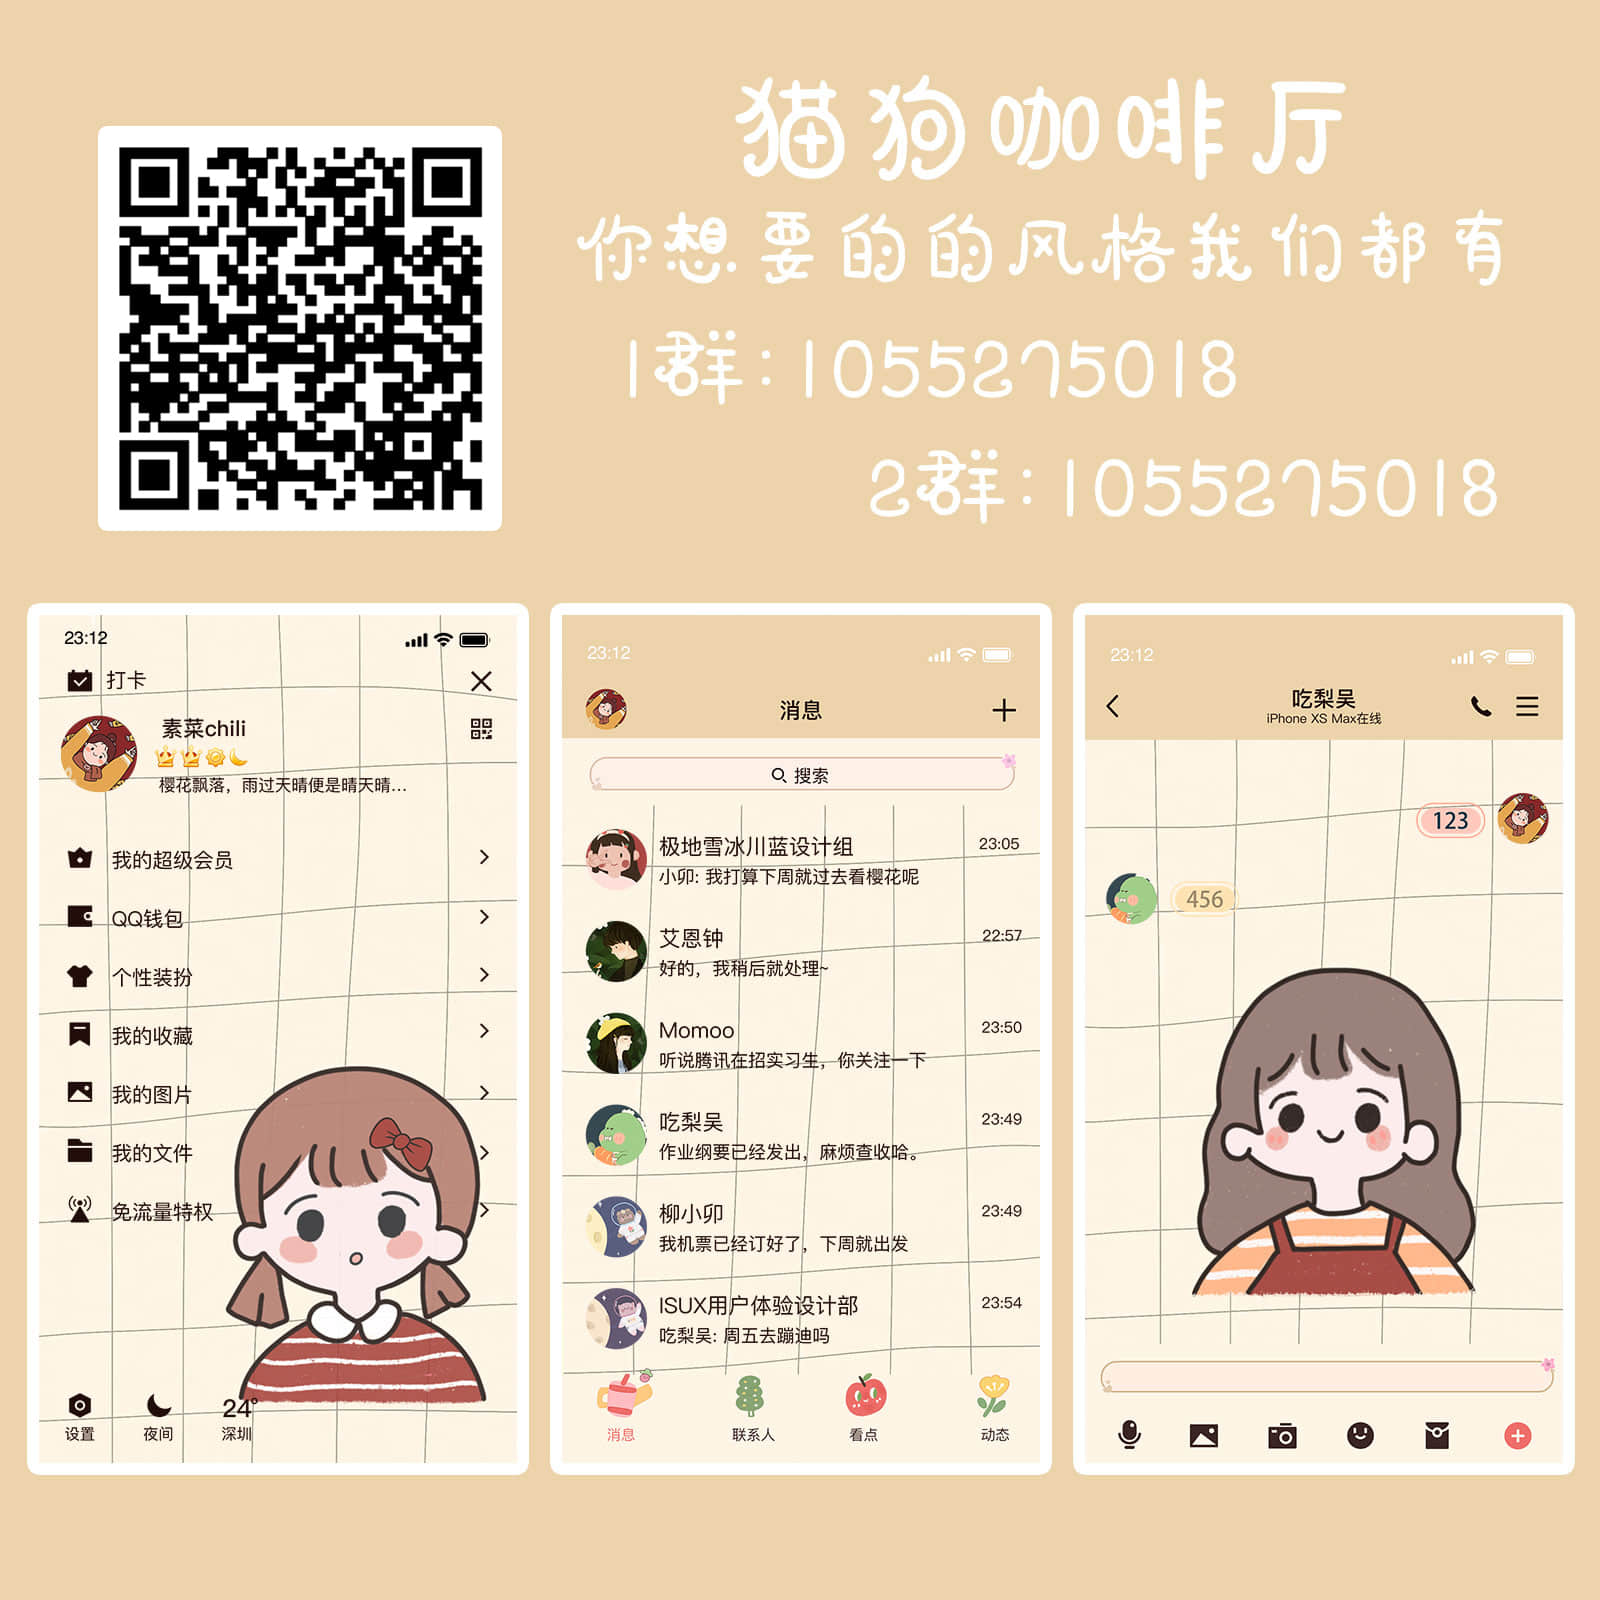 猫狗咖啡厅
你想要的的风格我们都有
1群:1055275018
2群:1055275018
23:12
打卡
素菜chili
樱花飘落，雨过天晴便是晴天晴...
我的超级会员
QQ钱包
个性装扮
我的收藏
我的图片
我的文件
免流量特权
24°
设置 夜间 深圳
23:12
消息
搜索
极地雪冰川蓝设计组 23:05
小卯: 我打算下周就过去看樱花呢
艾恩钟 22:57
好的，我稍后就处理~
Momoo 23:50
听说腾讯在招实习生，你关注一下
吃梨吴 23:49
作业纲要已经发出，麻烦查收哈。
柳小卯 23:49
我机票已经订好了，下周就出发
ISUX用户体验设计部 23:54
吃梨吴: 周五去蹦迪吗
消息 联系人 看点 动态
23:12
吃梨吴
iPhone XS Max在线
123
456